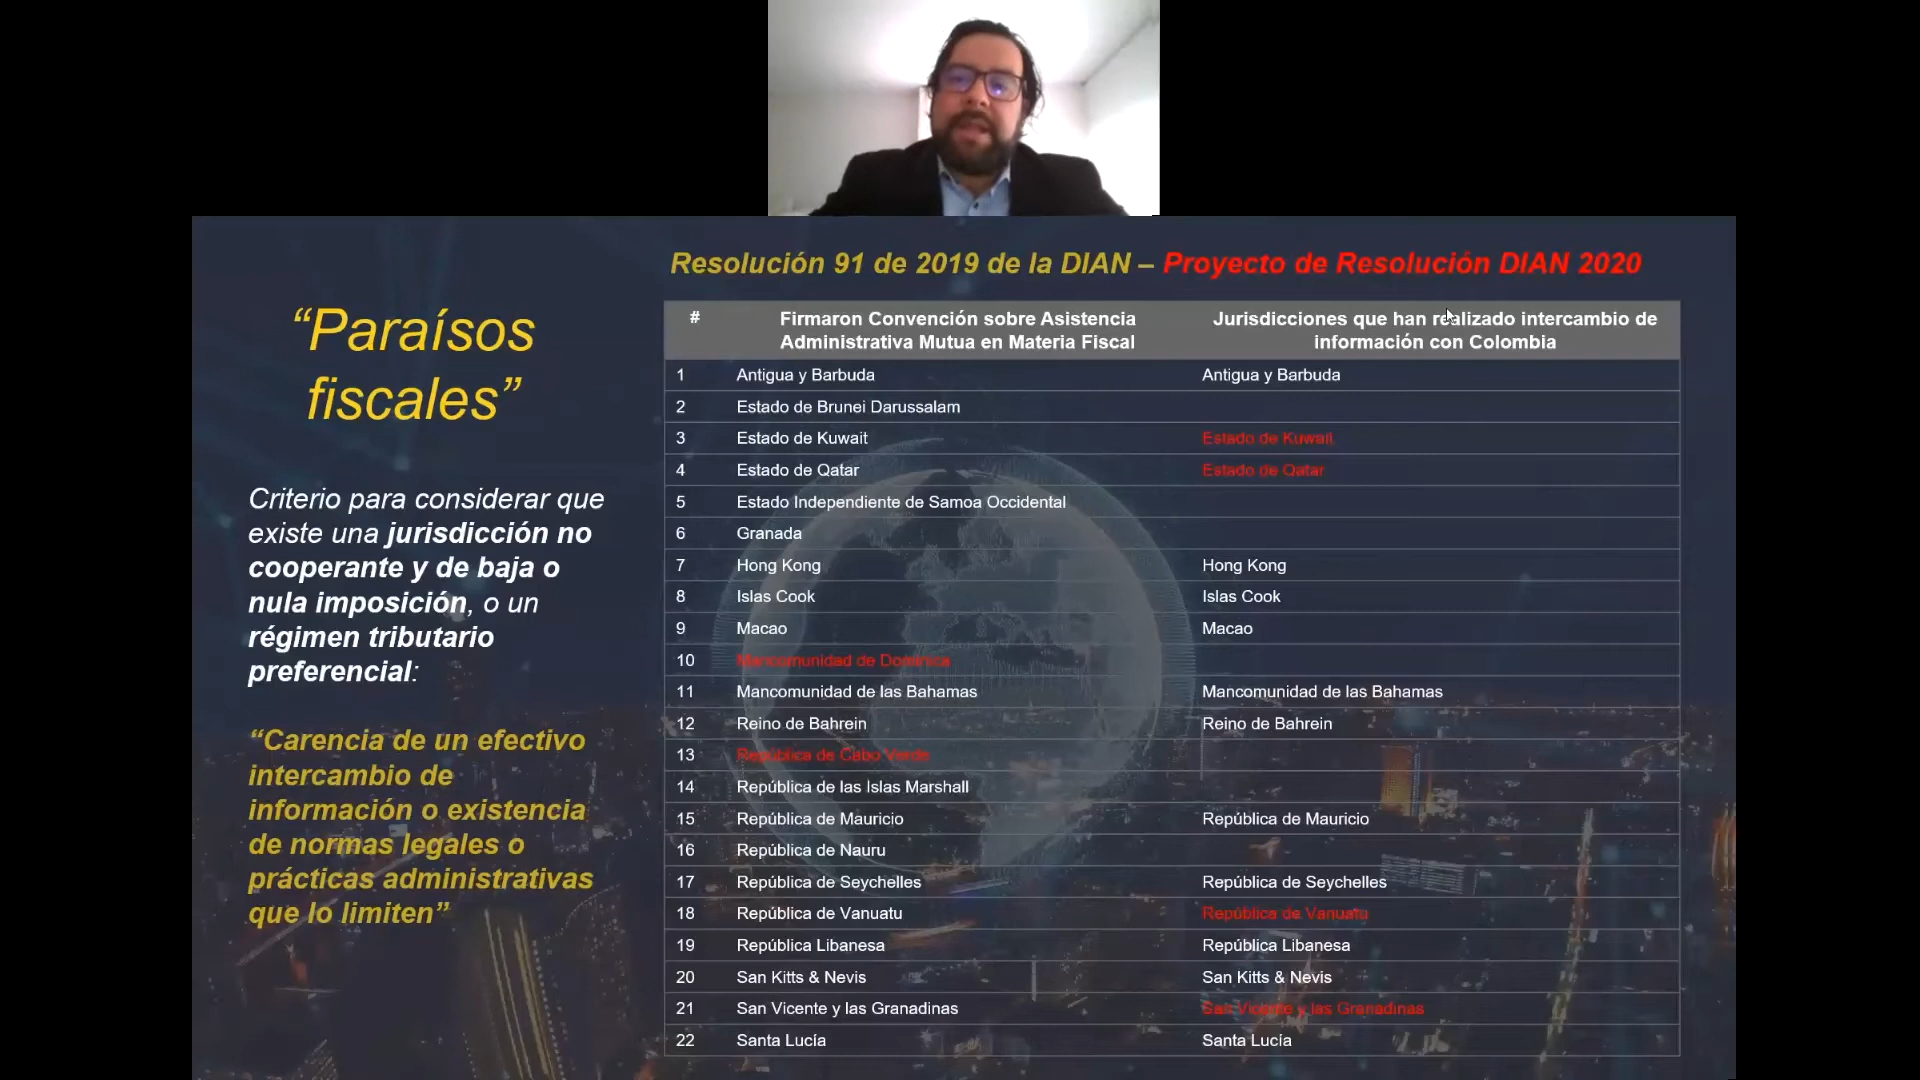 Resolución 91 de 2019 de la DIAN – Proyecto de Resolución DIAN 2020
“Paraísos
fiscales”
Criterio para considerar que
existe una jurisdicción no
cooperante y de baja o
nula imposición, o un
régimen tributario
preferencial:
“Carencia de un efectivo
intercambio de
información o existencia
de normas legales o
prácticas administrativas
que lo limiten”
# Firmaron Convención sobre Asistencia Administrativa Mutua en Materia Fiscal Jurisdicciones que han realizado intercambio de información con Colombia
1 Antigua y Barbuda Antigua y Barbuda
2 Estado de Brunei Darussalam
3 Estado de Kuwait Estado de Kuwait
4 Estado de Qatar Estado de Qatar
5 Estado Independiente de Samoa Occidental
6 Granada
7 Hong Kong Hong Kong
8 Islas Cook Islas Cook
9 Macao Macao
10 Mancomunidad de Dominica
11 Mancomunidad de las Bahamas Mancomunidad de las Bahamas
12 Reino de Bahrein Reino de Bahrein
13 República de Cabo Verde
14 República de las Islas Marshall
15 República de Mauricio República de Mauricio
16 República de Nauru
17 República de Seychelles República de Seychelles
18 República de Vanuatu República de Vanuatu
19 República Libanesa República Libanesa
20 San Kitts & Nevis San Kitts & Nevis
21 San Vicente y las Granadinas San Vicente y las Granadinas
22 Santa Lucía Santa Lucía